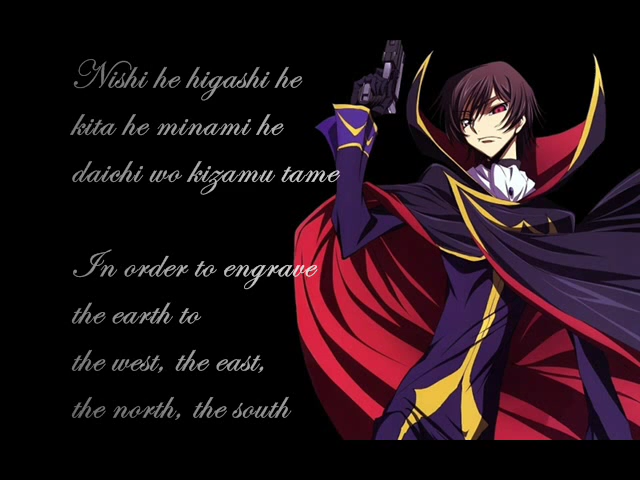 Nishi he higashi he
kita he minami he
daichi wo kizamu tame
In order to engrave
the earth to
the west, the east,
the north, the south